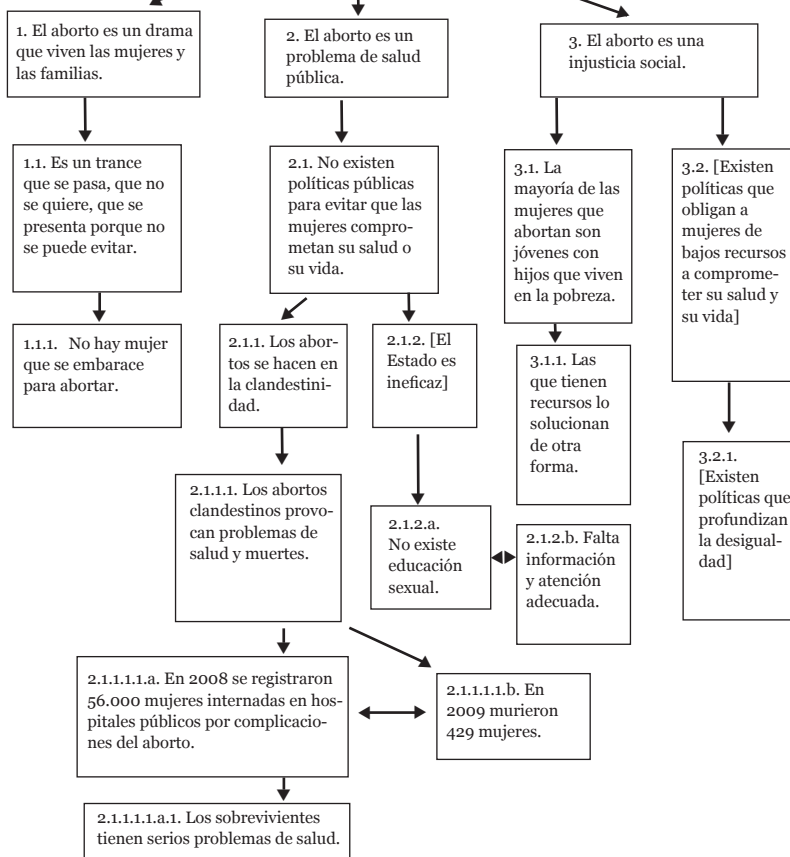 1. El aborto es un drama
que viven las mujeres y
las familias.
2. El aborto es un
problema de salud
pública.
3. El aborto es una
injusticia social.
1.1. Es un trance
que se pasa, que no
se quiere, que se
presenta porque no
se puede evitar.
2.1. No existen
políticas públicas
para evitar que las
mujeres compro-
metan su salud o
su vida.
3.1. La
mayoría de las
mujeres que
abortan son
jóvenes con
hijos que viven
en la pobreza.
3.2. [Existen
políticas que
obligan a
mujeres de
bajos recursos
a comprome-
ter su salud y
su vida]
1.1.1. No hay mujer
que se embarace
para abortar.
2.1.1. Los abor-
tos se hacen en
la clandestini-
dad.
2.1.2. [El
Estado es
ineficaz]
3.1.1. Las
que tienen
recursos lo
solucionan
de otra
forma.
3.2.1.
[Existen
políticas que
profundizan
la desigual-
dad]
2.1.1.1. Los abortos
clandestinos provo-
can problemas de
salud y muertes.
2.1.2.a.
No existe
educación
sexual.
2.1.2.b. Falta
información
y atención
adecuada.
2.1.1.1.1.a. En 2008 se registraron
56.000 mujeres internadas en hos-
pitales públicos por complicacio-
nes del aborto.
2.1.1.1.1.b. En
2009 murieron
429 mujeres.
2.1.1.1.1.a.1. Los sobrevivientes
tienen serios problemas de salud.